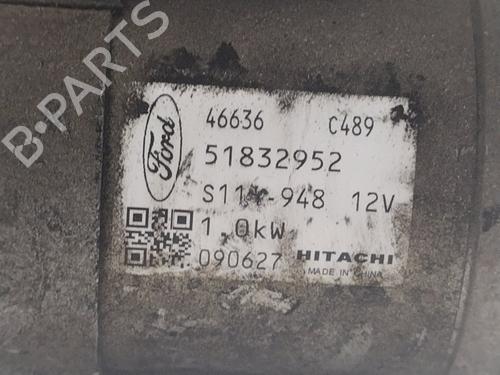 B-PARTS
Ford
46636 C489
51832952
948 12V
1.0kW
090627 HITACHI
MADE IN CHINA